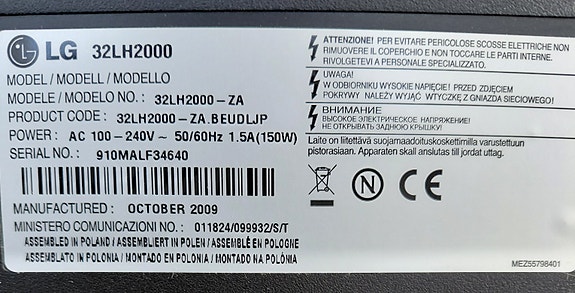 LG 32LH2000
MODEL / MODELL / MODELLO
MODELE / MODELO NO. : 32LH2000-ZA
PRODUCT CODE : 32LH2000-ZA.BEUDLJP
POWER : AC 100-240V~ 50/60Hz 1.5A(150W)
SERIAL NO. : 910MALF34640
MANUFACTURED : OCTOBER 2009
MINISTERO COMUNICAZIONI NO. : 011824/099932/S/T
ASSEMBLED IN POLAND / ASSEMBLIERT IN POLEN / ASSEMBLÉ EN POLOGNE
ASSEMBLATO IN POLONIA / MONTADO EN POLONIA / MONTADO NA POLÓNIA
ATTENZIONE! PER EVITARE PERICOLOSE SCOSSE ELETTRICHE NON
RIMUOVERE IL COPERCHIO E NON TOCCARE LE PARTI INTERNE.
RIVOLGETEVI A PERSONALE SPECIALIZZATO.
UWAGA!
W ODBIORNIKU WYSOKIE NAPIĘCIE! PRZED ZDJĘCIEM
POKRYWY NALEŻY WYJĄĆ WTYCZKĘ Z GNIAZDA SIECIOWEGO!
ВНИМАНИЕ
ВЫСОКОЕ ЭЛЕКТРИЧЕСКОЕ НАПРЯЖЕНИЕ!
НЕ ОТКРЫВАТЬ ЗАДНЮЮ КРЫШКУ!
Laite on liitettävä suojamaadoituskoskettimilla varustettuun
pistorasiaan. Apparaten skall anslutas till jordat uttag.
N CE
MEZ55798401